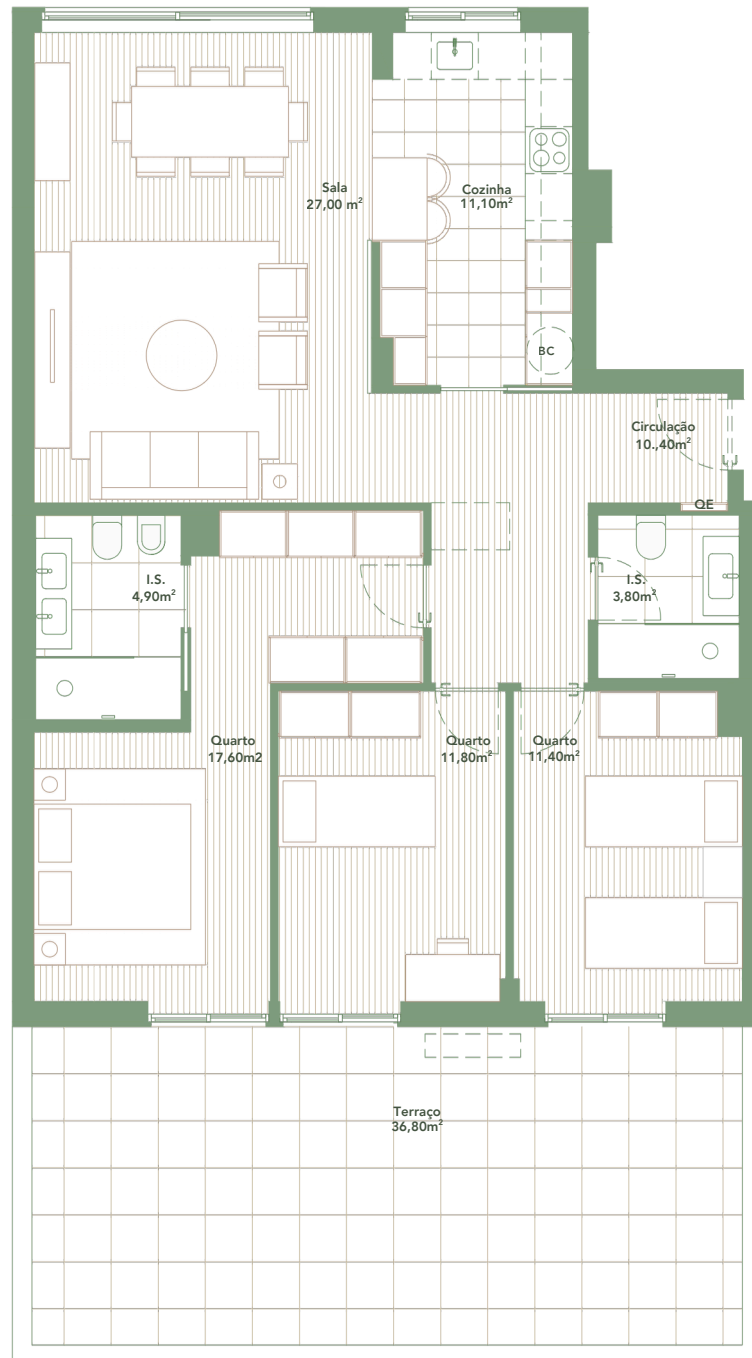 Sala
27,00 m²
Cozinha
11,10m²
BC
Circulação
10.,40m²
QE
I.S.
4,90m²
I.S.
3,80m²
Quarto
17,60m2
Quarto
11,80m²
Quarto
11,40m²
Terraço
36,80m²